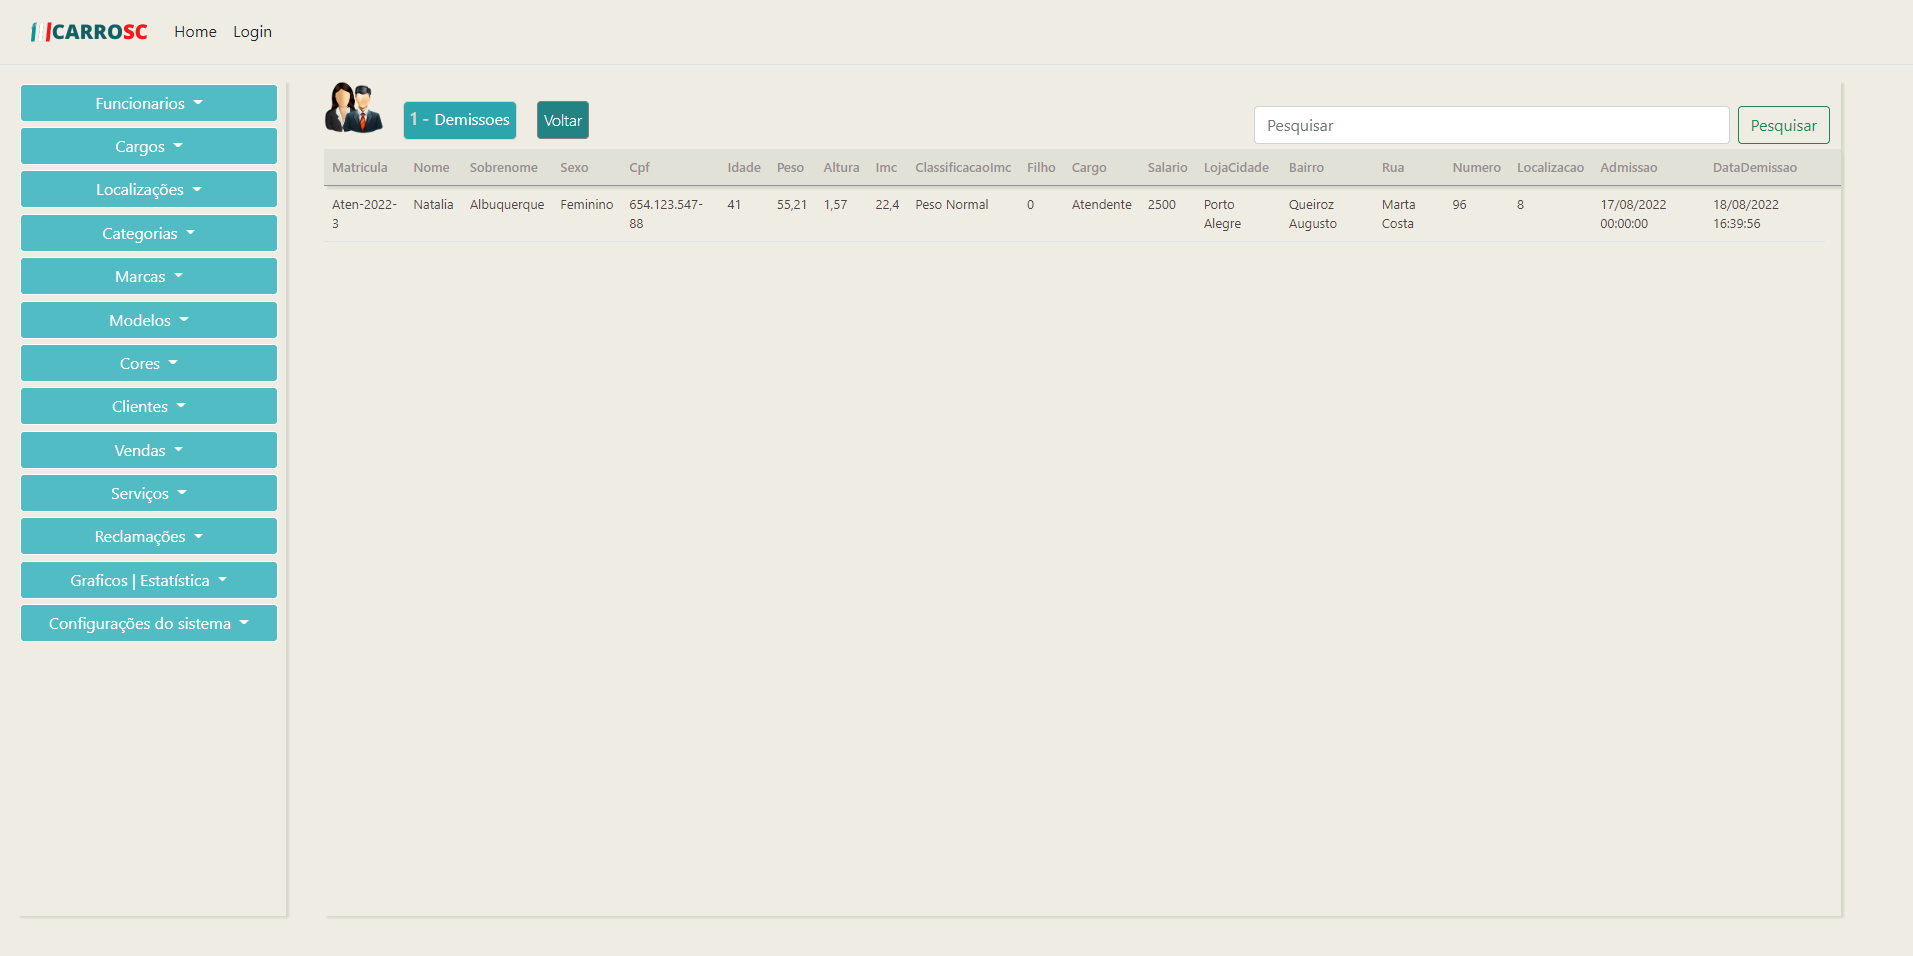 CARROSC Home Login
Funcionarios
Cargos
Localizações
Categorias
Marcas
Modelos
Cores
Clientes
Vendas
Serviços
Reclamações
Graficos | Estatística
Configurações do sistema
1 - Demissoes Voltar Pesquisar Pesquisar
Matricula Nome Sobrenome Sexo Cpf Idade Peso Altura Imc ClassificacaoImc Filho Cargo Salario LojaCidade Bairro Rua Numero Localizacao Admissao DataDemissao
Aten-2022- Natalia Albuquerque Feminino 654.123.547- 41 55,21 1,57 22,4 Peso Normal 0 Atendente 2500 Porto Queiroz Marta 96 8 17/08/2022 18/08/2022
3 88 Alegre Augusto Costa 00:00:00 16:39:56